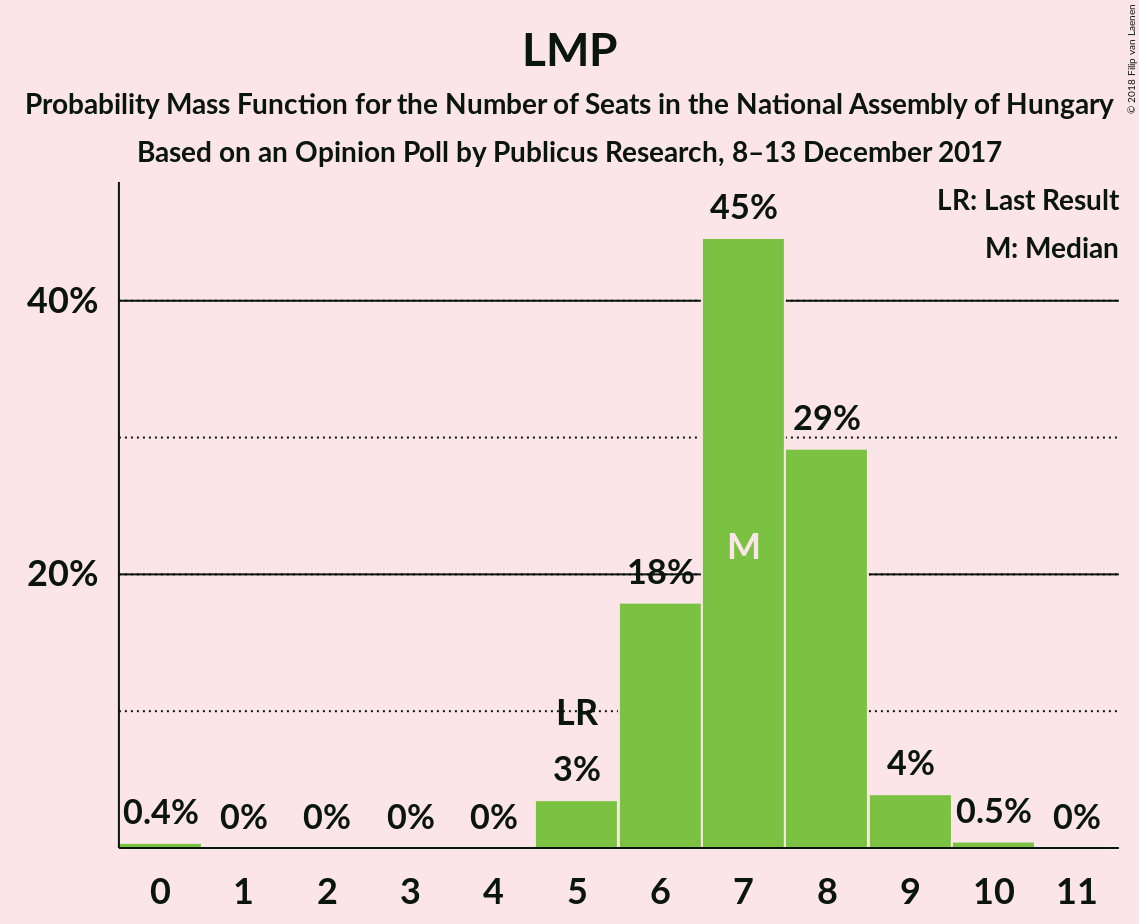 LMP
Probability Mass Function for the Number of Seats in the National Assembly of Hungary
Based on an Opinion Poll by Publicus Research, 8–13 December 2017
© 2018 Filip van Laenen
LR: Last Result
M: Median
45%
40%
29%
M
20%
18%
LR
3%
4%
0.4%
0%
0%
0%
0%
0.5%
0%
0 1 2 3 4 5 6 7 8 9 10 11